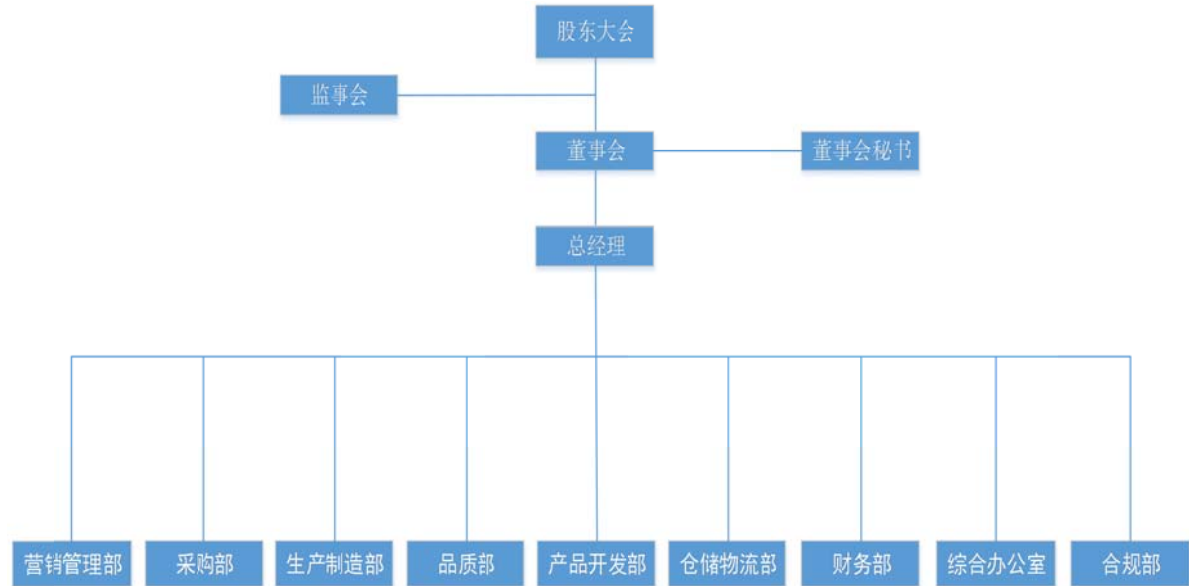 股东大会
监事会
董事会
董事会秘书
总经理
营销管理部
采购部
生产制造部
品质部
产品开发部
仓储物流部
财务部
综合办公室
合规部